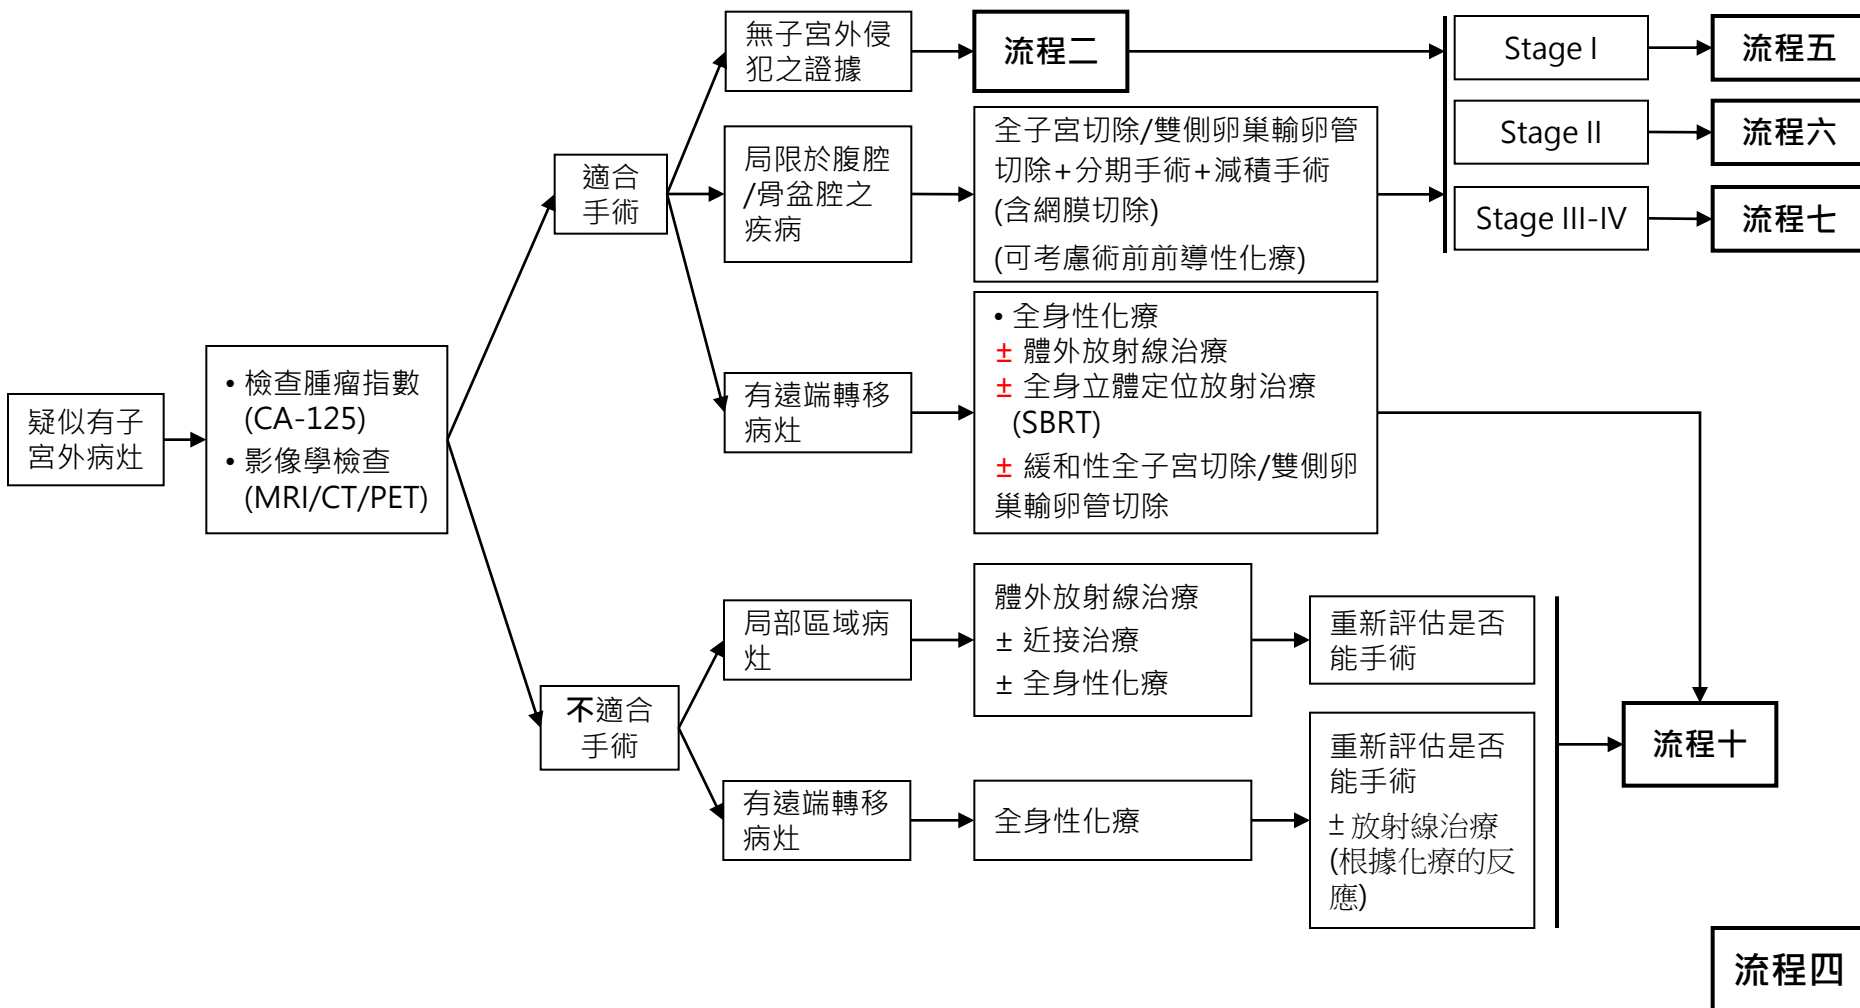 疑似有子
宮外病灶
• 檢查腫瘤指數
(CA-125)
• 影像學檢查
(MRI/CT/PET)
適合
手術
無子宮外侵
犯之證據
流程二
局限於腹腔
/骨盆腔之
疾病
全子宮切除/雙側卵巢輸卵管
切除+分期手術+減積手術
(含網膜切除)
(可考慮術前前導性化療)
Stage I
流程五
Stage II
流程六
Stage III-IV
流程七
有遠端轉移
病灶
• 全身性化療
± 體外放射線治療
± 全身立體定位放射治療
(SBRT)
± 緩和性全子宮切除/雙側卵
巢輸卵管切除
不適合
手術
局部區域病
灶
體外放射線治療
± 近接治療
± 全身性化療
重新評估是否
能手術
有遠端轉移
病灶
全身性化療
重新評估是否
能手術
± 放射線治療
(根據化療的反
應)
流程十
流程四